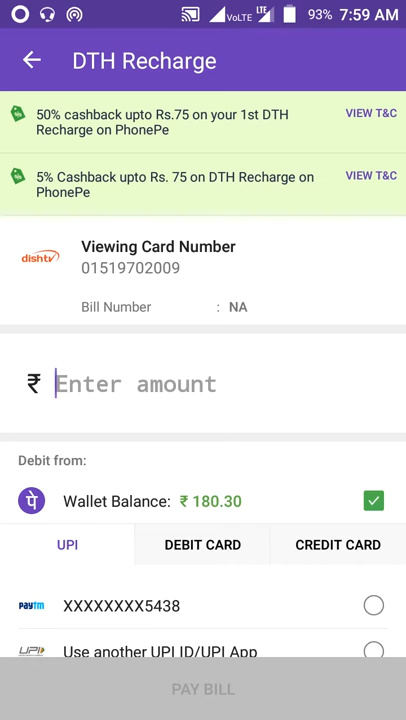 VoLTE LTE 93% 7:59 AM
DTH Recharge
50% cashback upto Rs.75 on your 1st DTH VIEW T&C
Recharge on PhonePe
5% Cashback upto Rs. 75 on DTH Recharge on VIEW T&C
PhonePe
dishtv Viewing Card Number
01519702009
Bill Number : NA
₹ Enter amount
Debit from:
पे Wallet Balance: ₹ 180.30
UPI DEBIT CARD CREDIT CARD
Paytm XXXXXXXX5438
UPI Use another UPI ID/UPI App
PAY BILL